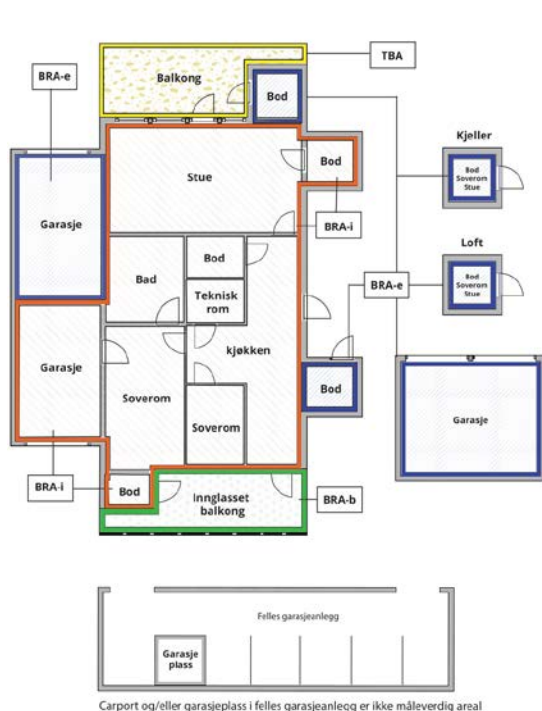 TBA
BRA-e
Balkong
Bod
Kjeller
Bod
Soverom
Stue
Stue
Bod
Garasje
BRA-i
Loft
Bod
Soverom
Stue
Bad
Bod
Teknisk
rom
BRA-e
kjøkken
Garasje
Soverom
Soverom
Bod
Garasje
BRA-i
Bod
Innglasset
balkong
BRA-b
Felles garasjeanlegg
Garasje
plass
Carport og/eller garasjeplass i felles garasjeanlegg er ikke måleverdig areal